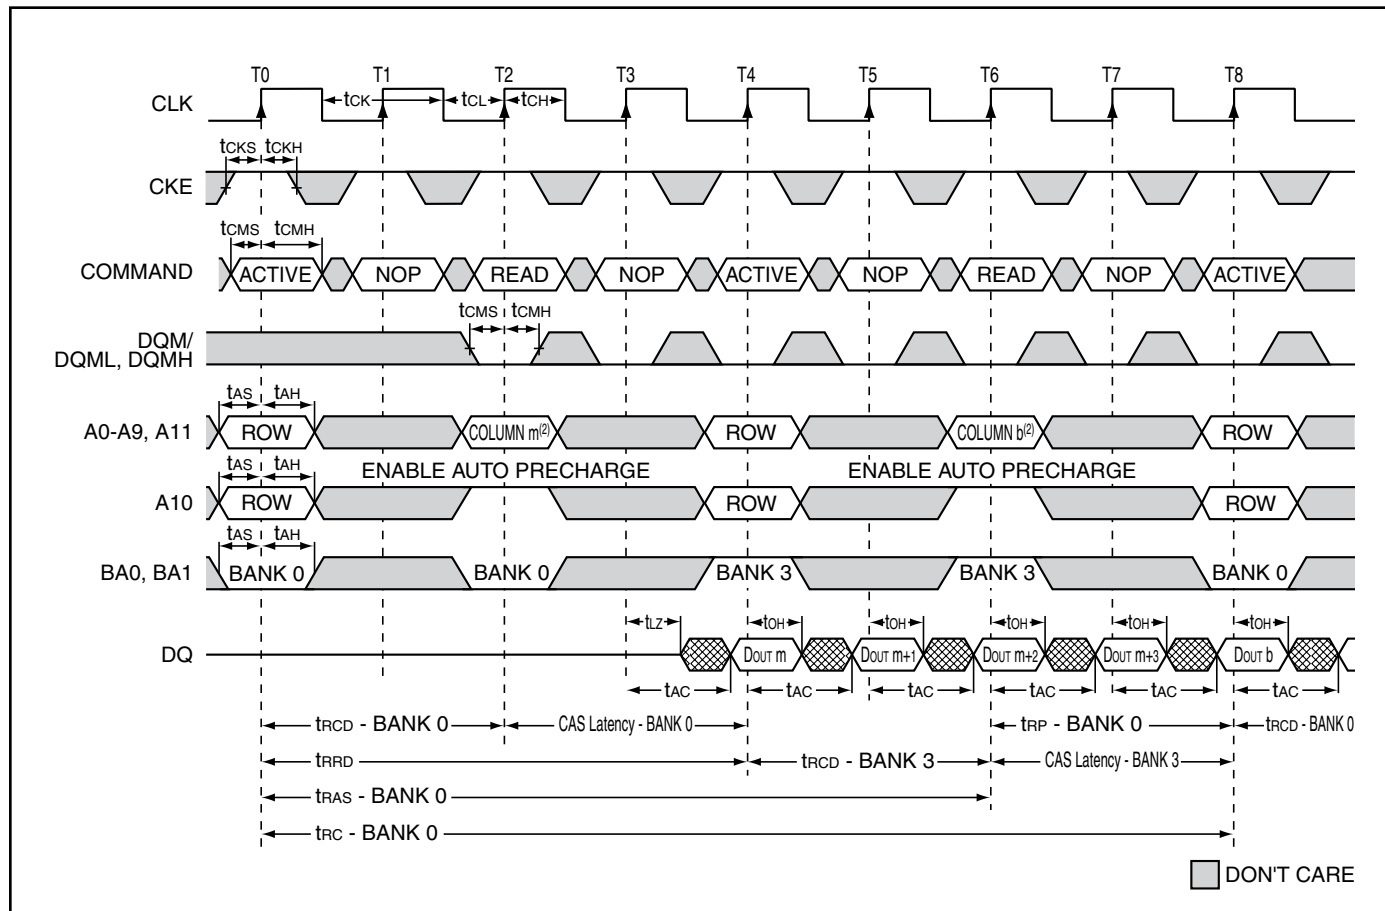 T0 T1 T2 T3 T4 T5 T6 T7 T8
CLK tCK tCL tCH
tCKS tCKH
CKE
tCMS tCMH
COMMAND ACTIVE NOP READ NOP ACTIVE NOP READ NOP ACTIVE
tCMS tCMH
DQM/
DQML, DQMH
tAS tAH
A0-A9, A11 ROW COLUMN m(2) ROW COLUMN b(2) ROW
tAS tAH ENABLE AUTO PRECHARGE ENABLE AUTO PRECHARGE
A10 ROW ROW ROW
tAS tAH
BA0, BA1 BANK 0 BANK 0 BANK 3 BANK 3 BANK 0
tLZ tOH tOH tOH tOH tOH
DQ DOUT m DOUT m+1 DOUT m+2 DOUT m+3 DOUT b
tAC tAC tAC tAC tAC tAC
tRCD - BANK 0 CAS Latency - BANK 0 tRP - BANK 0 tRCD - BANK 0
tRRD tRCD - BANK 3 CAS Latency - BANK 3
tRAS - BANK 0
tRC - BANK 0
DON'T CARE